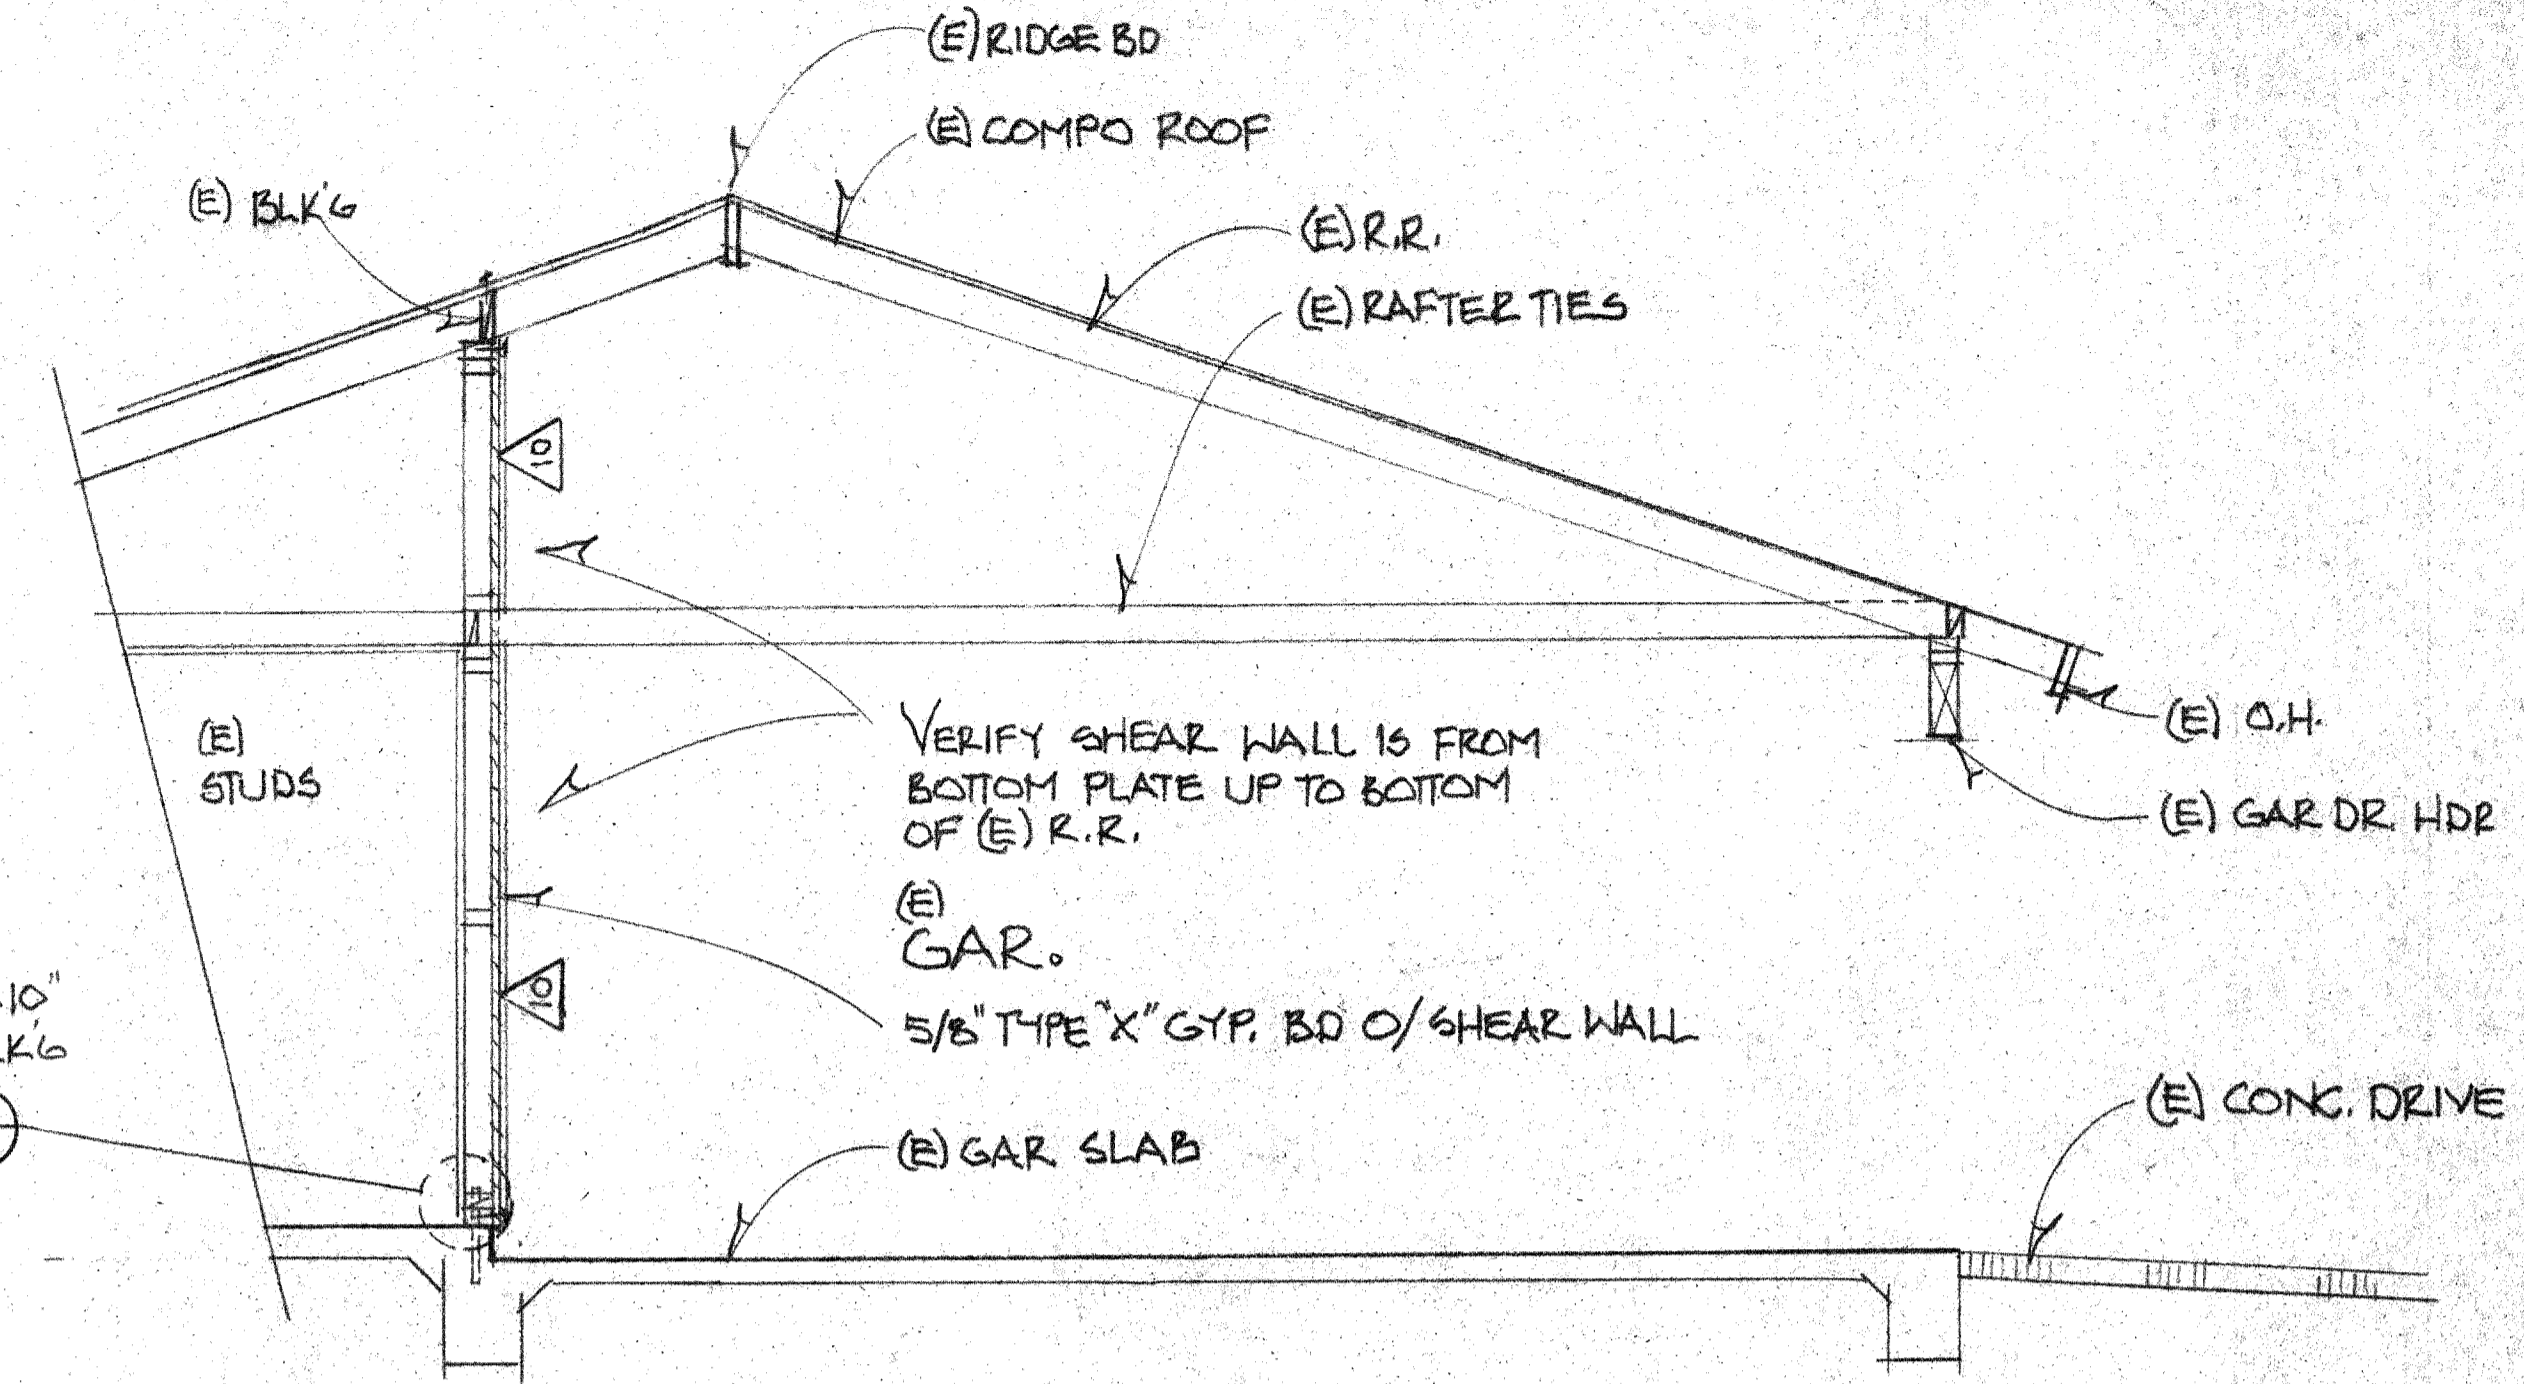 (E) RIDGE BD
(E) COMPO ROOF
(E) BLK'G
(E) R.R.
(E) RAFTER TIES
10
VERIFY SHEAR WALL IS FROM
BOTTOM PLATE UP TO BOTTOM
OF (E) R.R.
(E)
STUDS
(E) O.H.
(E) GAR DR. HDR
(E)
GAR.
10
10"
K'G
5/8" TYPE "X" GYP. BD O/ SHEAR WALL
(E) CONC. DRIVE
(E) GAR SLAB